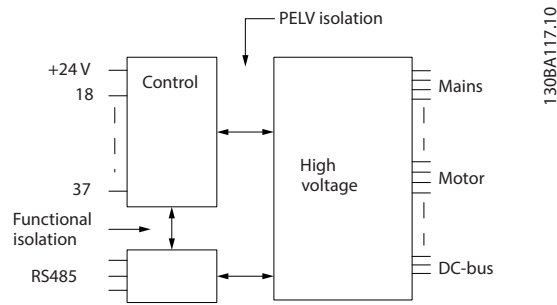 PELV isolation
130BA117.10
+24 V
18
37
Control
High
voltage
Mains
Motor
DC-bus
Functional
isolation
RS485